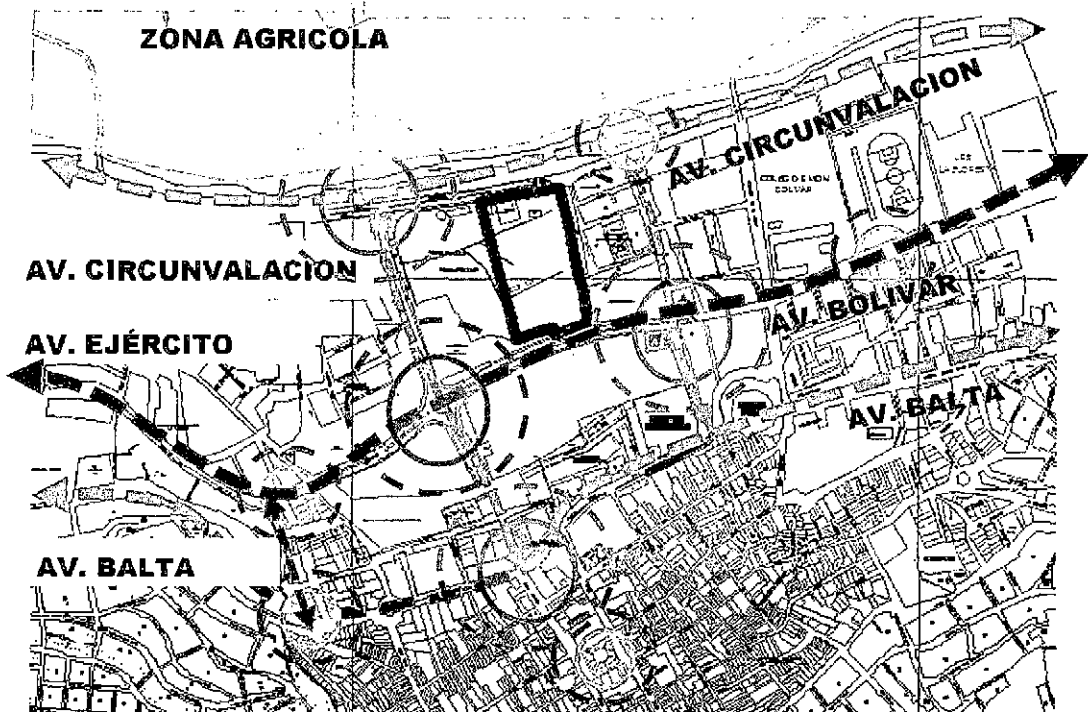 ZONA AGRICOLA
AV. CIRCUNVALACION
AV. CIRCUNVALACION
AV. EJÉRCITO
AV. BOLIVAR
AV. BALTA
AV. BALTA